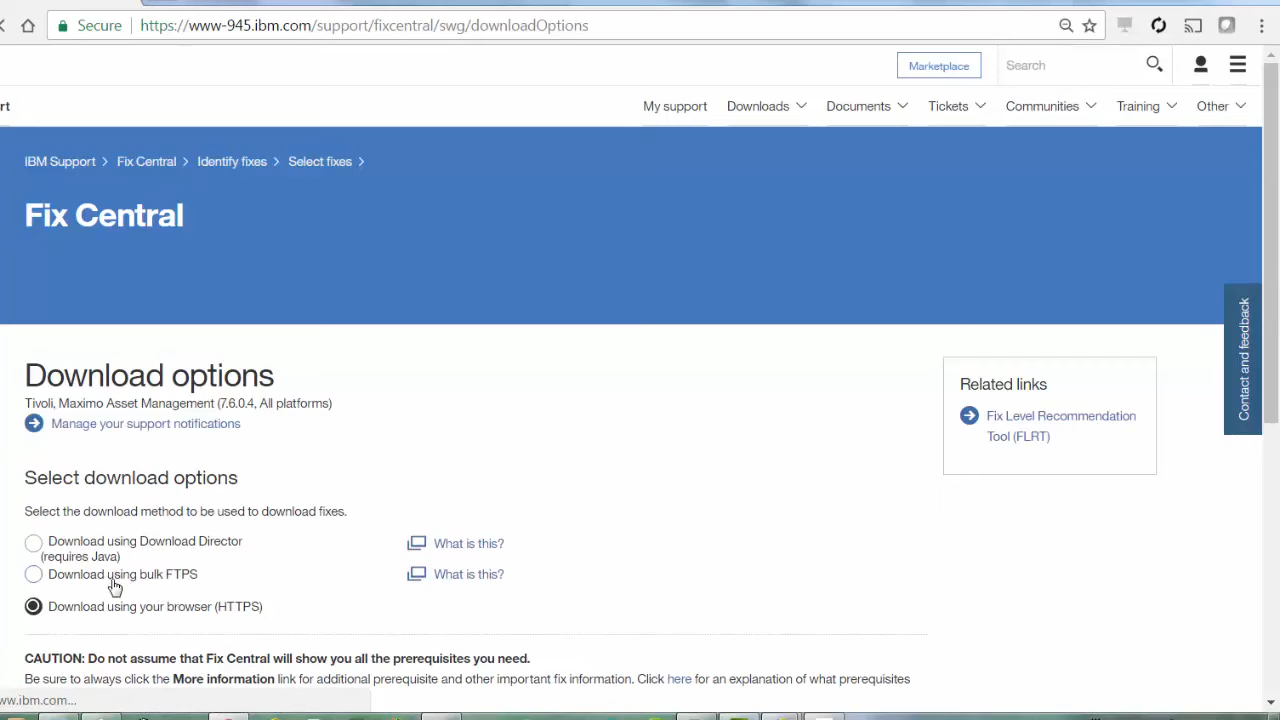 Secure https://www-945.ibm.com/support/fixcentral/swg/downloadOptions
Marketplace Search
rt My support Downloads Documents Tickets Communities Training Other
IBM Support > Fix Central > Identify fixes > Select fixes >
Fix Central
Contact and feedback
Download options
Tivoli, Maximo Asset Management (7.6.0.4, All platforms)
Manage your support notifications
Related links
Fix Level Recommendation
Tool (FLRT)
Select download options
Select the download method to be used to download fixes.
Download using Download Director What is this?
(requires Java)
Download using bulk FTPS What is this?
Download using your browser (HTTPS)
CAUTION: Do not assume that Fix Central will show you all the prerequisites you need.
Be sure to always click the More information link for additional prerequisite and other important fix information. Click here for an explanation of what prerequisites
ww.ibm.com...